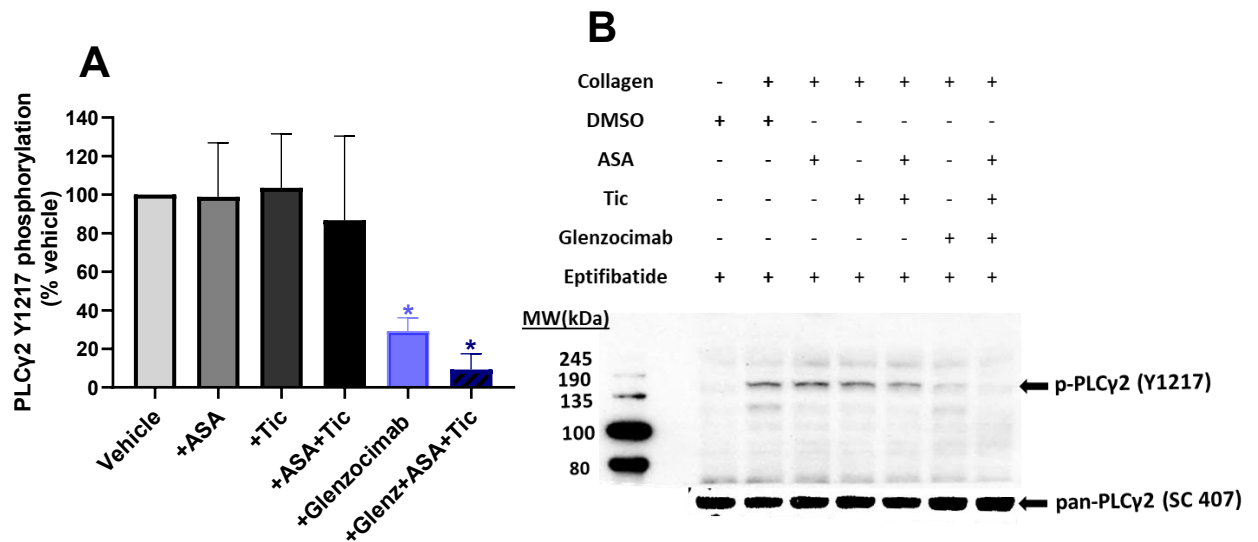 A
PLCγ2 Y1217 phosphorylation
(% vehicle)
140
120
100
80
60
40
20
0
*
*
Vehicle
+ASA
+Tic
+ASA+Tic
+Glenzocimab
+Glenz+ASA+Tic
B
Collagen - + + + + + +
DMSO + + - - - - -
ASA - - + - + - +
Tic - - - + + - +
Glenzocimab - - - - - + +
Eptifibatide + + + + + + +
MW(kDa)
245
190
135
100
80
p-PLCγ2 (Y1217)
pan-PLCγ2 (SC 407)